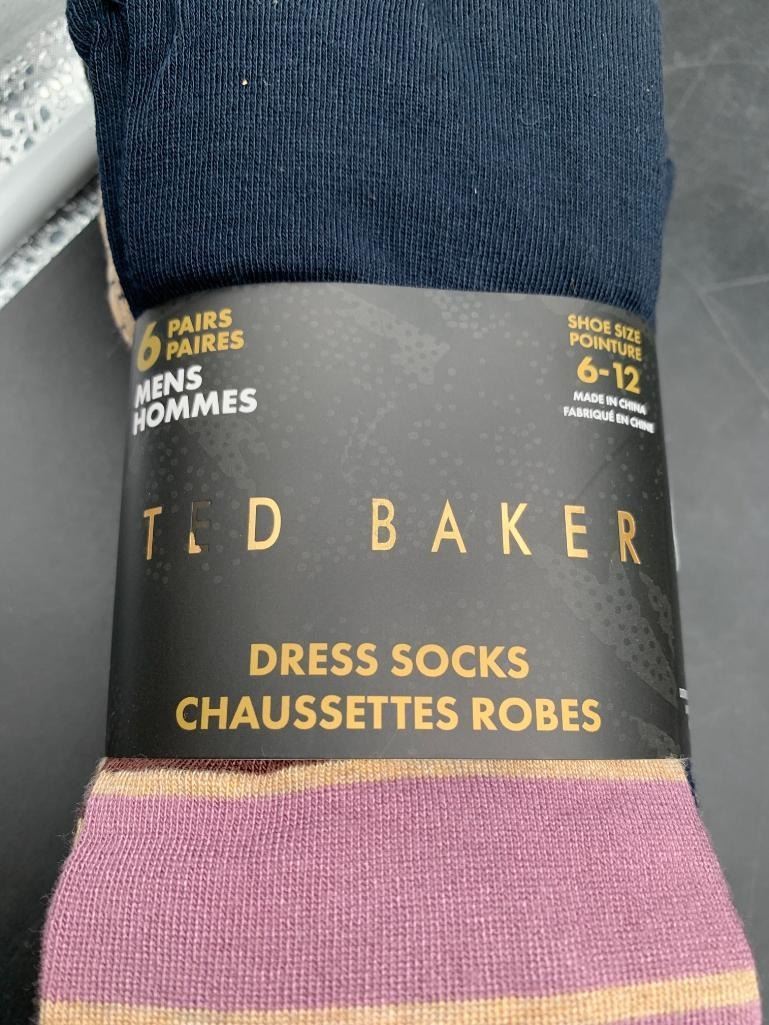 6 PAIRS
PAIRES
MENS
HOMMES
SHOE SIZE
POINTURE
6-12
MADE IN CHINA
FABRIQUÉ EN CHINE
TED BAKER
DRESS SOCKS
CHAUSSETTES ROBES